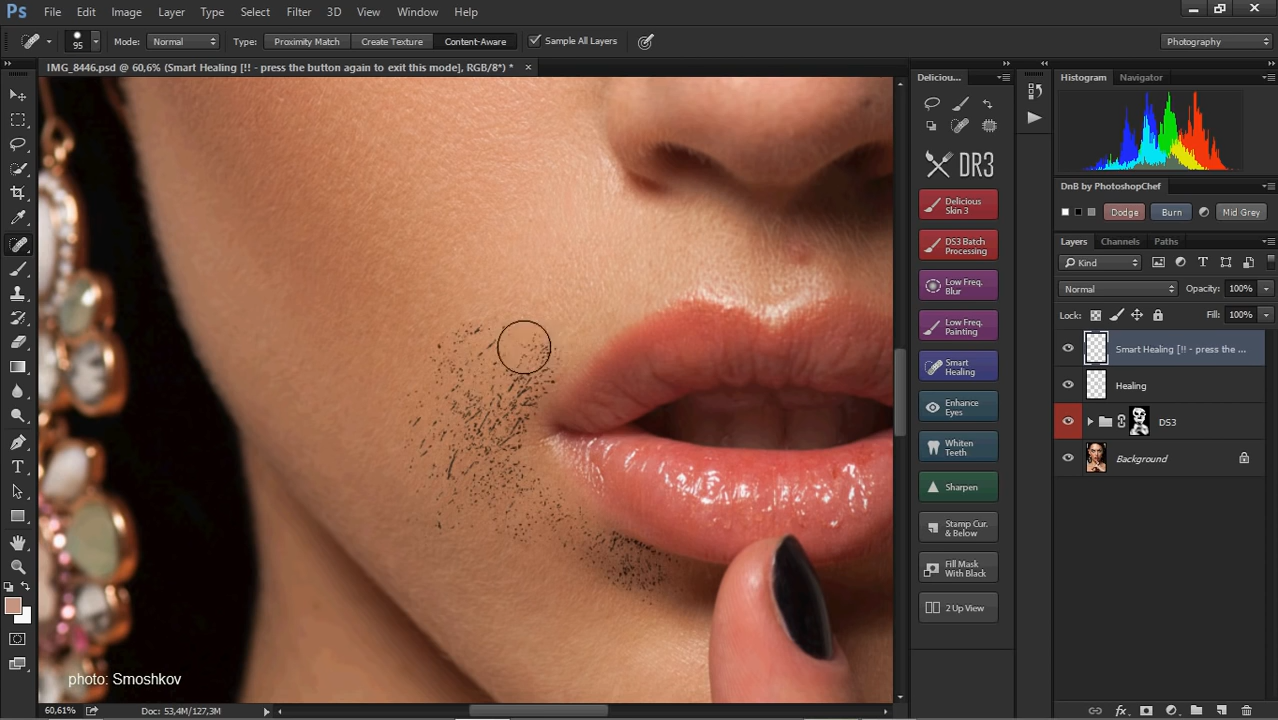 Ps File Edit Image Layer Type Select Filter 3D View Window Help
95 Mode: Normal Type: Proximity Match Create Texture Content-Aware Sample All Layers Photography
IMG_8446.psd @ 60,6% (Smart Healing [!! - press the button again to exit this mode], RGB/8*) *
Deliciou...
DR3
Delicious
Skin 3
DS3 Batch
Processing
Low Freq.
Blur
Low Freq.
Painting
Smart
Healing
Enhance
Eyes
Whiten
Teeth
Sharpen
Stamp Cur.
& Below
Fill Mask
With Black
2 Up View
Histogram Navigator
DnB by PhotoshopChef
Dodge Burn Mid Grey
Layers Channels Paths
Kind
Normal Opacity: 100%
Lock: Fill: 100%
Smart Healing [!! - press the ...
Healing
DS3
Background
T
photo: Smoshkov
60,61% Doc: 53,4M/127,3M
fx